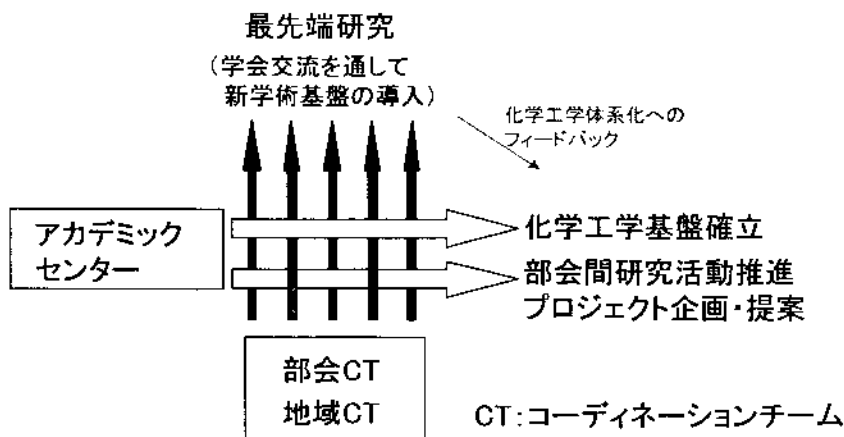 最先端研究
(学会交流を通して
新学術基盤の導入)
化学工学体系化への
フィードバック
アカデミック
センター
化学工学基盤確立
部会間研究活動推進
プロジェクト企画・提案
部会CT
地域CT
CT:コーディネーションチーム